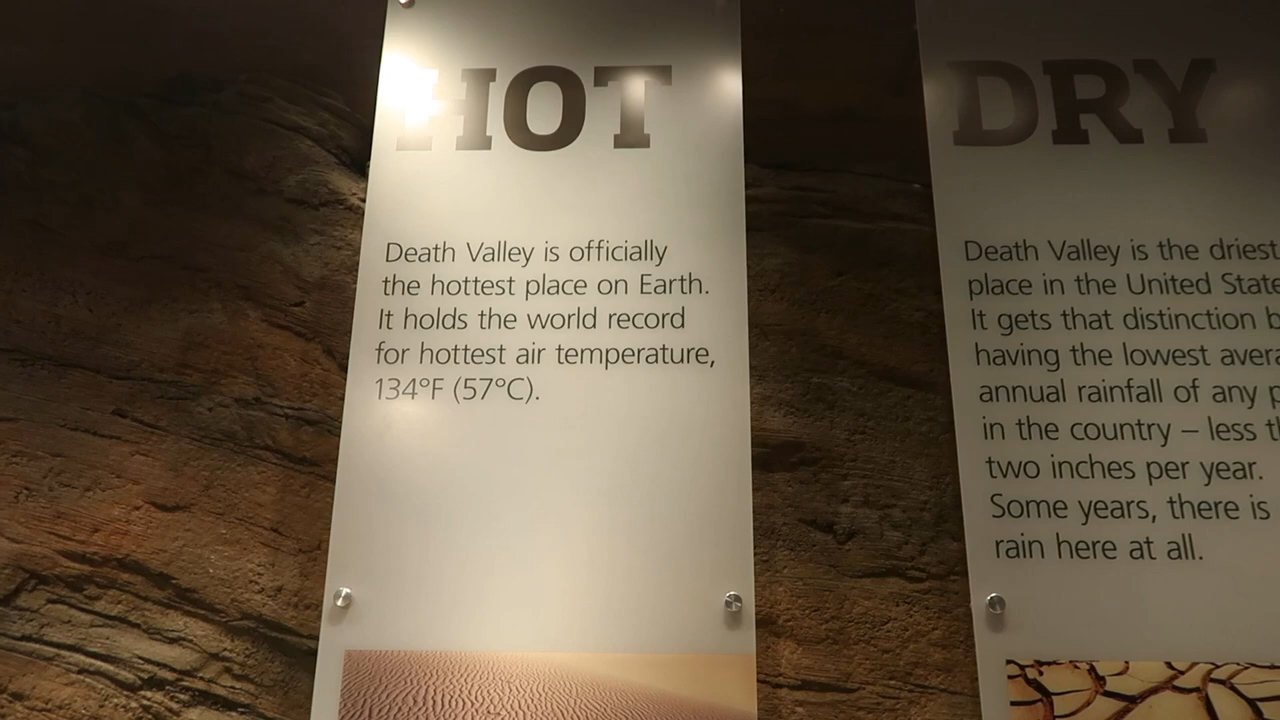 HOT
Death Valley is officially
the hottest place on Earth.
It holds the world record
for hottest air temperature,
134°F (57°C).
DRY
Death Valley is the driest
place in the United
It gets that distinction
having the lowest
annual rainfall of any
in the country – less
two inches per year.
Some years, there is
rain here at all.